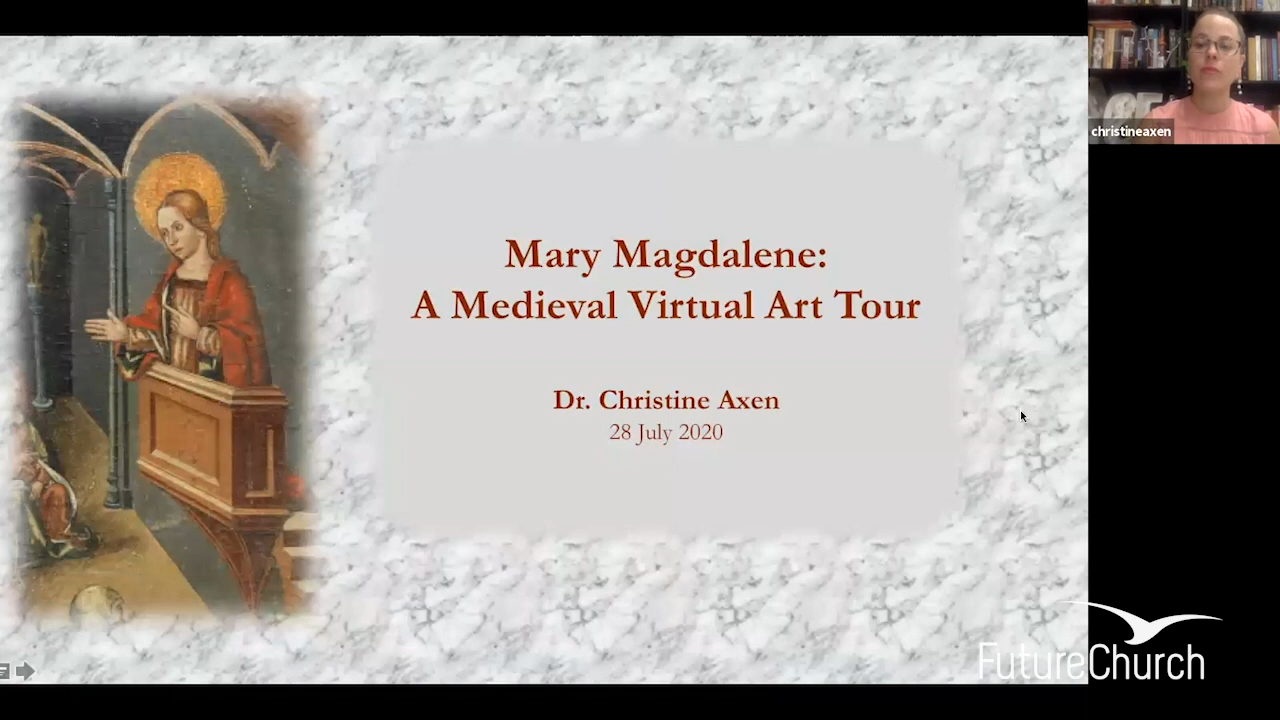 Mary Magdalene:
A Medieval Virtual Art Tour
Dr. Christine Axen
28 July 2020
christineaxen
FutureChurch